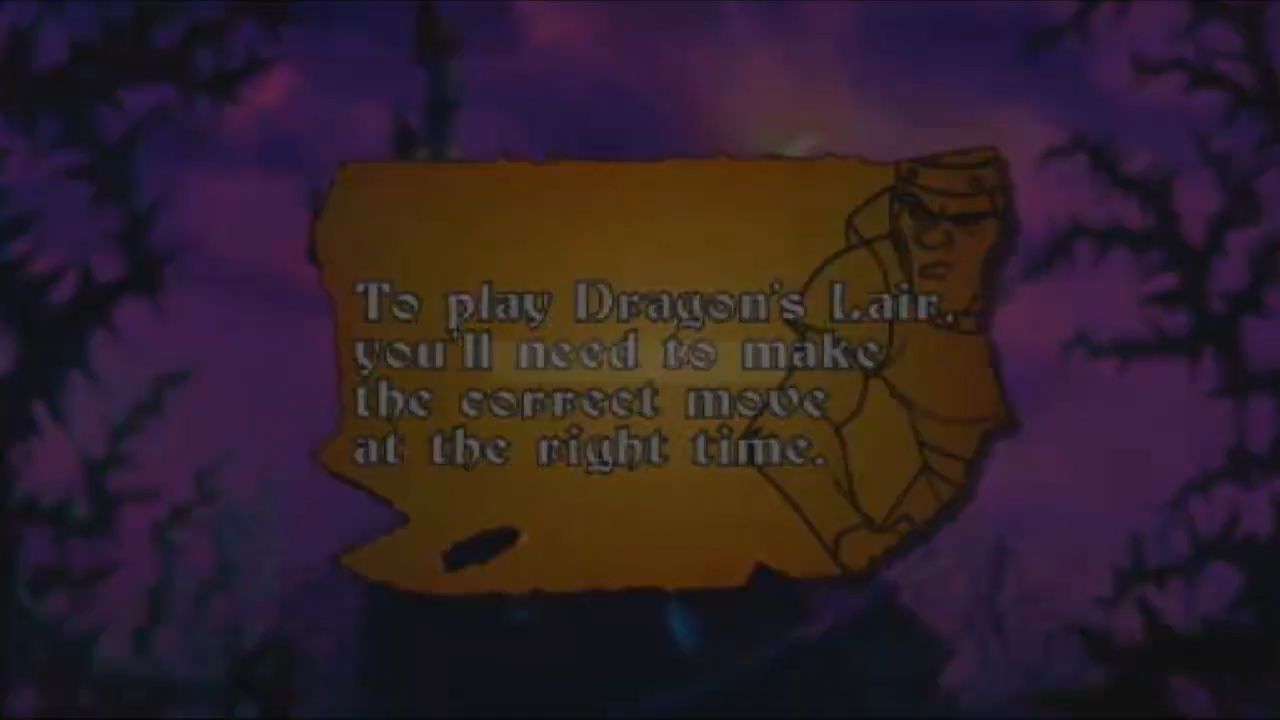 To play Dragon's Lair,
you'll need to make
the correct move
at the right time.